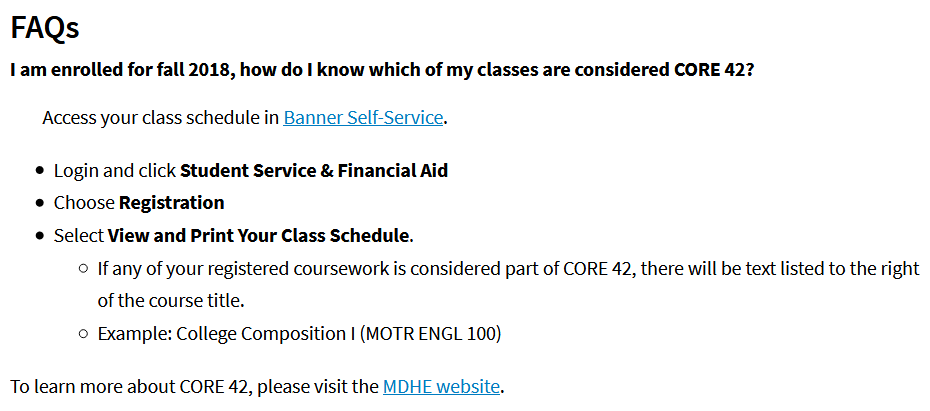 FAQs
I am enrolled for fall 2018, how do I know which of my classes are considered CORE 42?
Access your class schedule in Banner Self-Service.
Login and click Student Service & Financial Aid
Choose Registration
Select View and Print Your Class Schedule.
If any of your registered coursework is considered part of CORE 42, there will be text listed to the right
of the course title.
Example: College Composition I (MOTR ENGL 100)
To learn more about CORE 42, please visit the MDHE website.